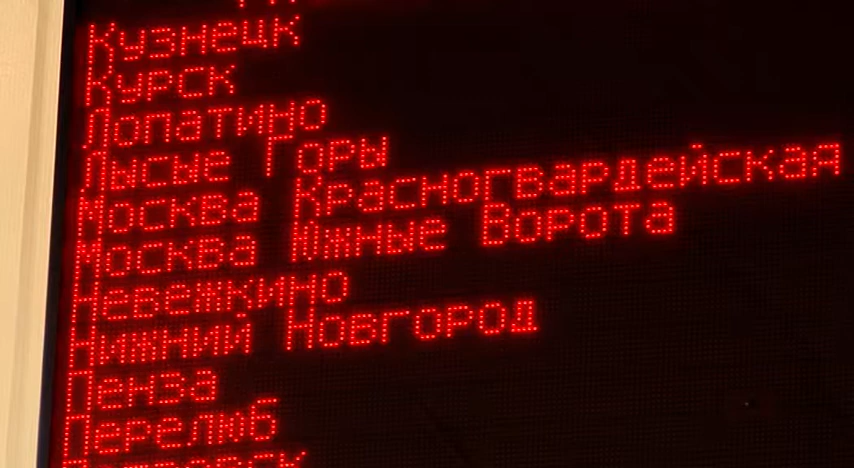 Кузнецк
Курск
Лопатино
Лысые Горы
Москва Красногвардейская
Москва Южные Ворота
Невежкино
Нижний Новгород
Пенза
Перелюб